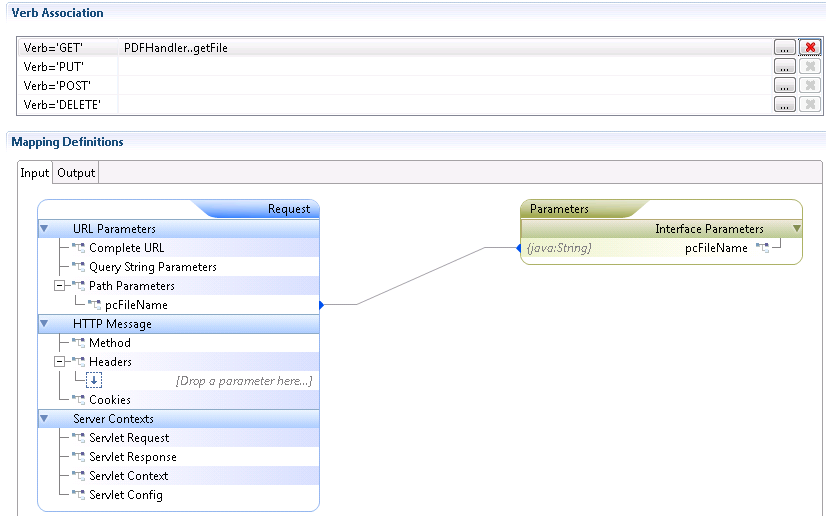 Verb Association
Verb='GET' PDFHandler..getFile ...
Verb='PUT' ...
Verb='POST' ...
Verb='DELETE' ...
Mapping Definitions
Input Output
Request
URL Parameters
Complete URL
Query String Parameters
Path Parameters
pcFileName
HTTP Message
Method
Headers
[Drop a parameter here...]
Cookies
Server Contexts
Servlet Request
Servlet Response
Servlet Context
Servlet Config
Parameters
Interface Parameters
{java:String} pcFileName